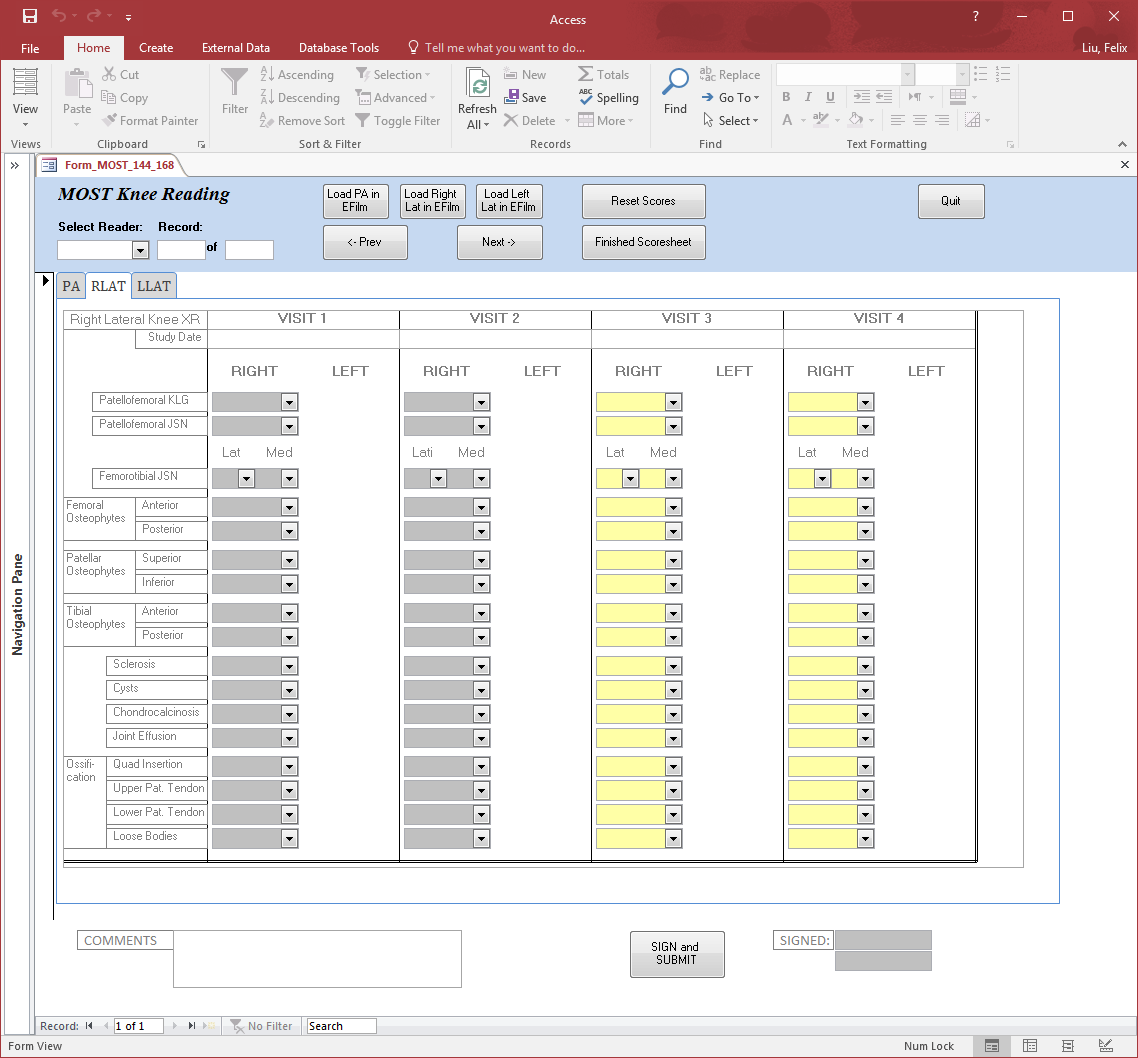 Access
?
File Home Create External Data Database Tools Tell me what you want to do... Liu, Felix
View
Views
Paste
Cut
Copy
Format Painter
Clipboard
Filter
Ascending
Descending
Remove Sort
Selection
Advanced
Toggle Filter
Sort & Filter
Refresh
All
New
Save
Delete
Totals
Spelling
More
Records
Find
Replace
Go To
Select
Find
B I U
A
Text Formatting
Form_MOST_144_168
Navigation Pane
MOST Knee Reading
Select Reader: Record:
of
Load PA in
EFilm
Load Right
Lat in EFilm
Load Left
Lat in EFilm
Reset Scores
Quit
<- Prev
Next ->
Finished Scoresheet
PA RLAT LLAT
Right Lateral Knee XR VISIT 1 VISIT 2 VISIT 3 VISIT 4
Study Date
RIGHT LEFT RIGHT LEFT RIGHT LEFT RIGHT LEFT
Patellofemoral KLG
Patellofemoral JSN
Lat Med Lati Med Lat Med Lat Med
Femorotibial JSN
Femoral
Osteophytes
Anterior
Posterior
Patellar
Osteophytes
Superior
Inferior
Tibial
Osteophytes
Anterior
Posterior
Sclerosis
Cysts
Chondrocalcinosis
Joint Effusion
Ossifi-
cation
Quad Insertion
Upper Pat. Tendon
Lower Pat. Tendon
Loose Bodies
COMMENTS
SIGN and
SUBMIT
SIGNED:
Record: 1 of 1 No Filter Search
Form View Num Lock